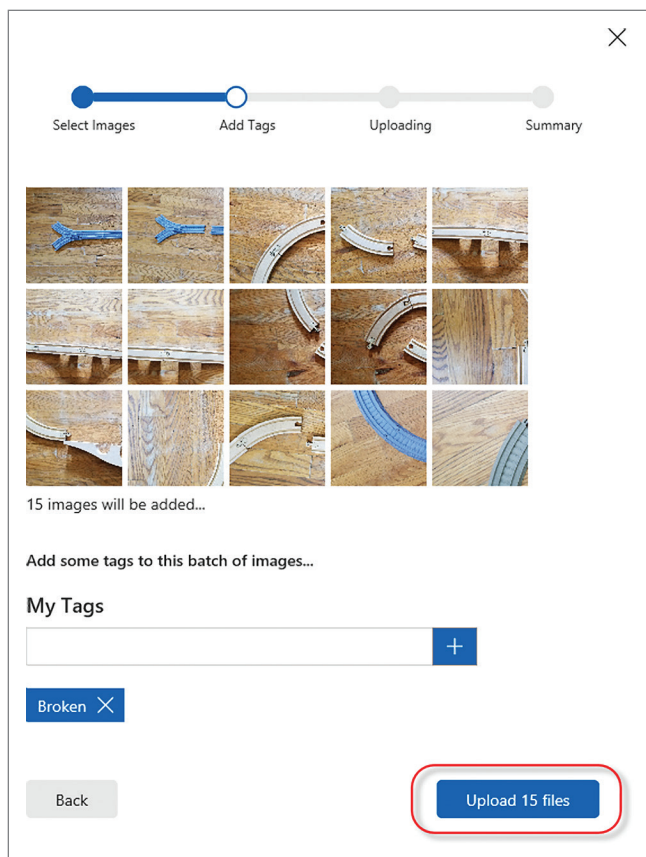 Select Images
Add Tags
Uploading
Summary
15 images will be added...
Add some tags to this batch of images...
My Tags
+
Broken
Back
Upload 15 files